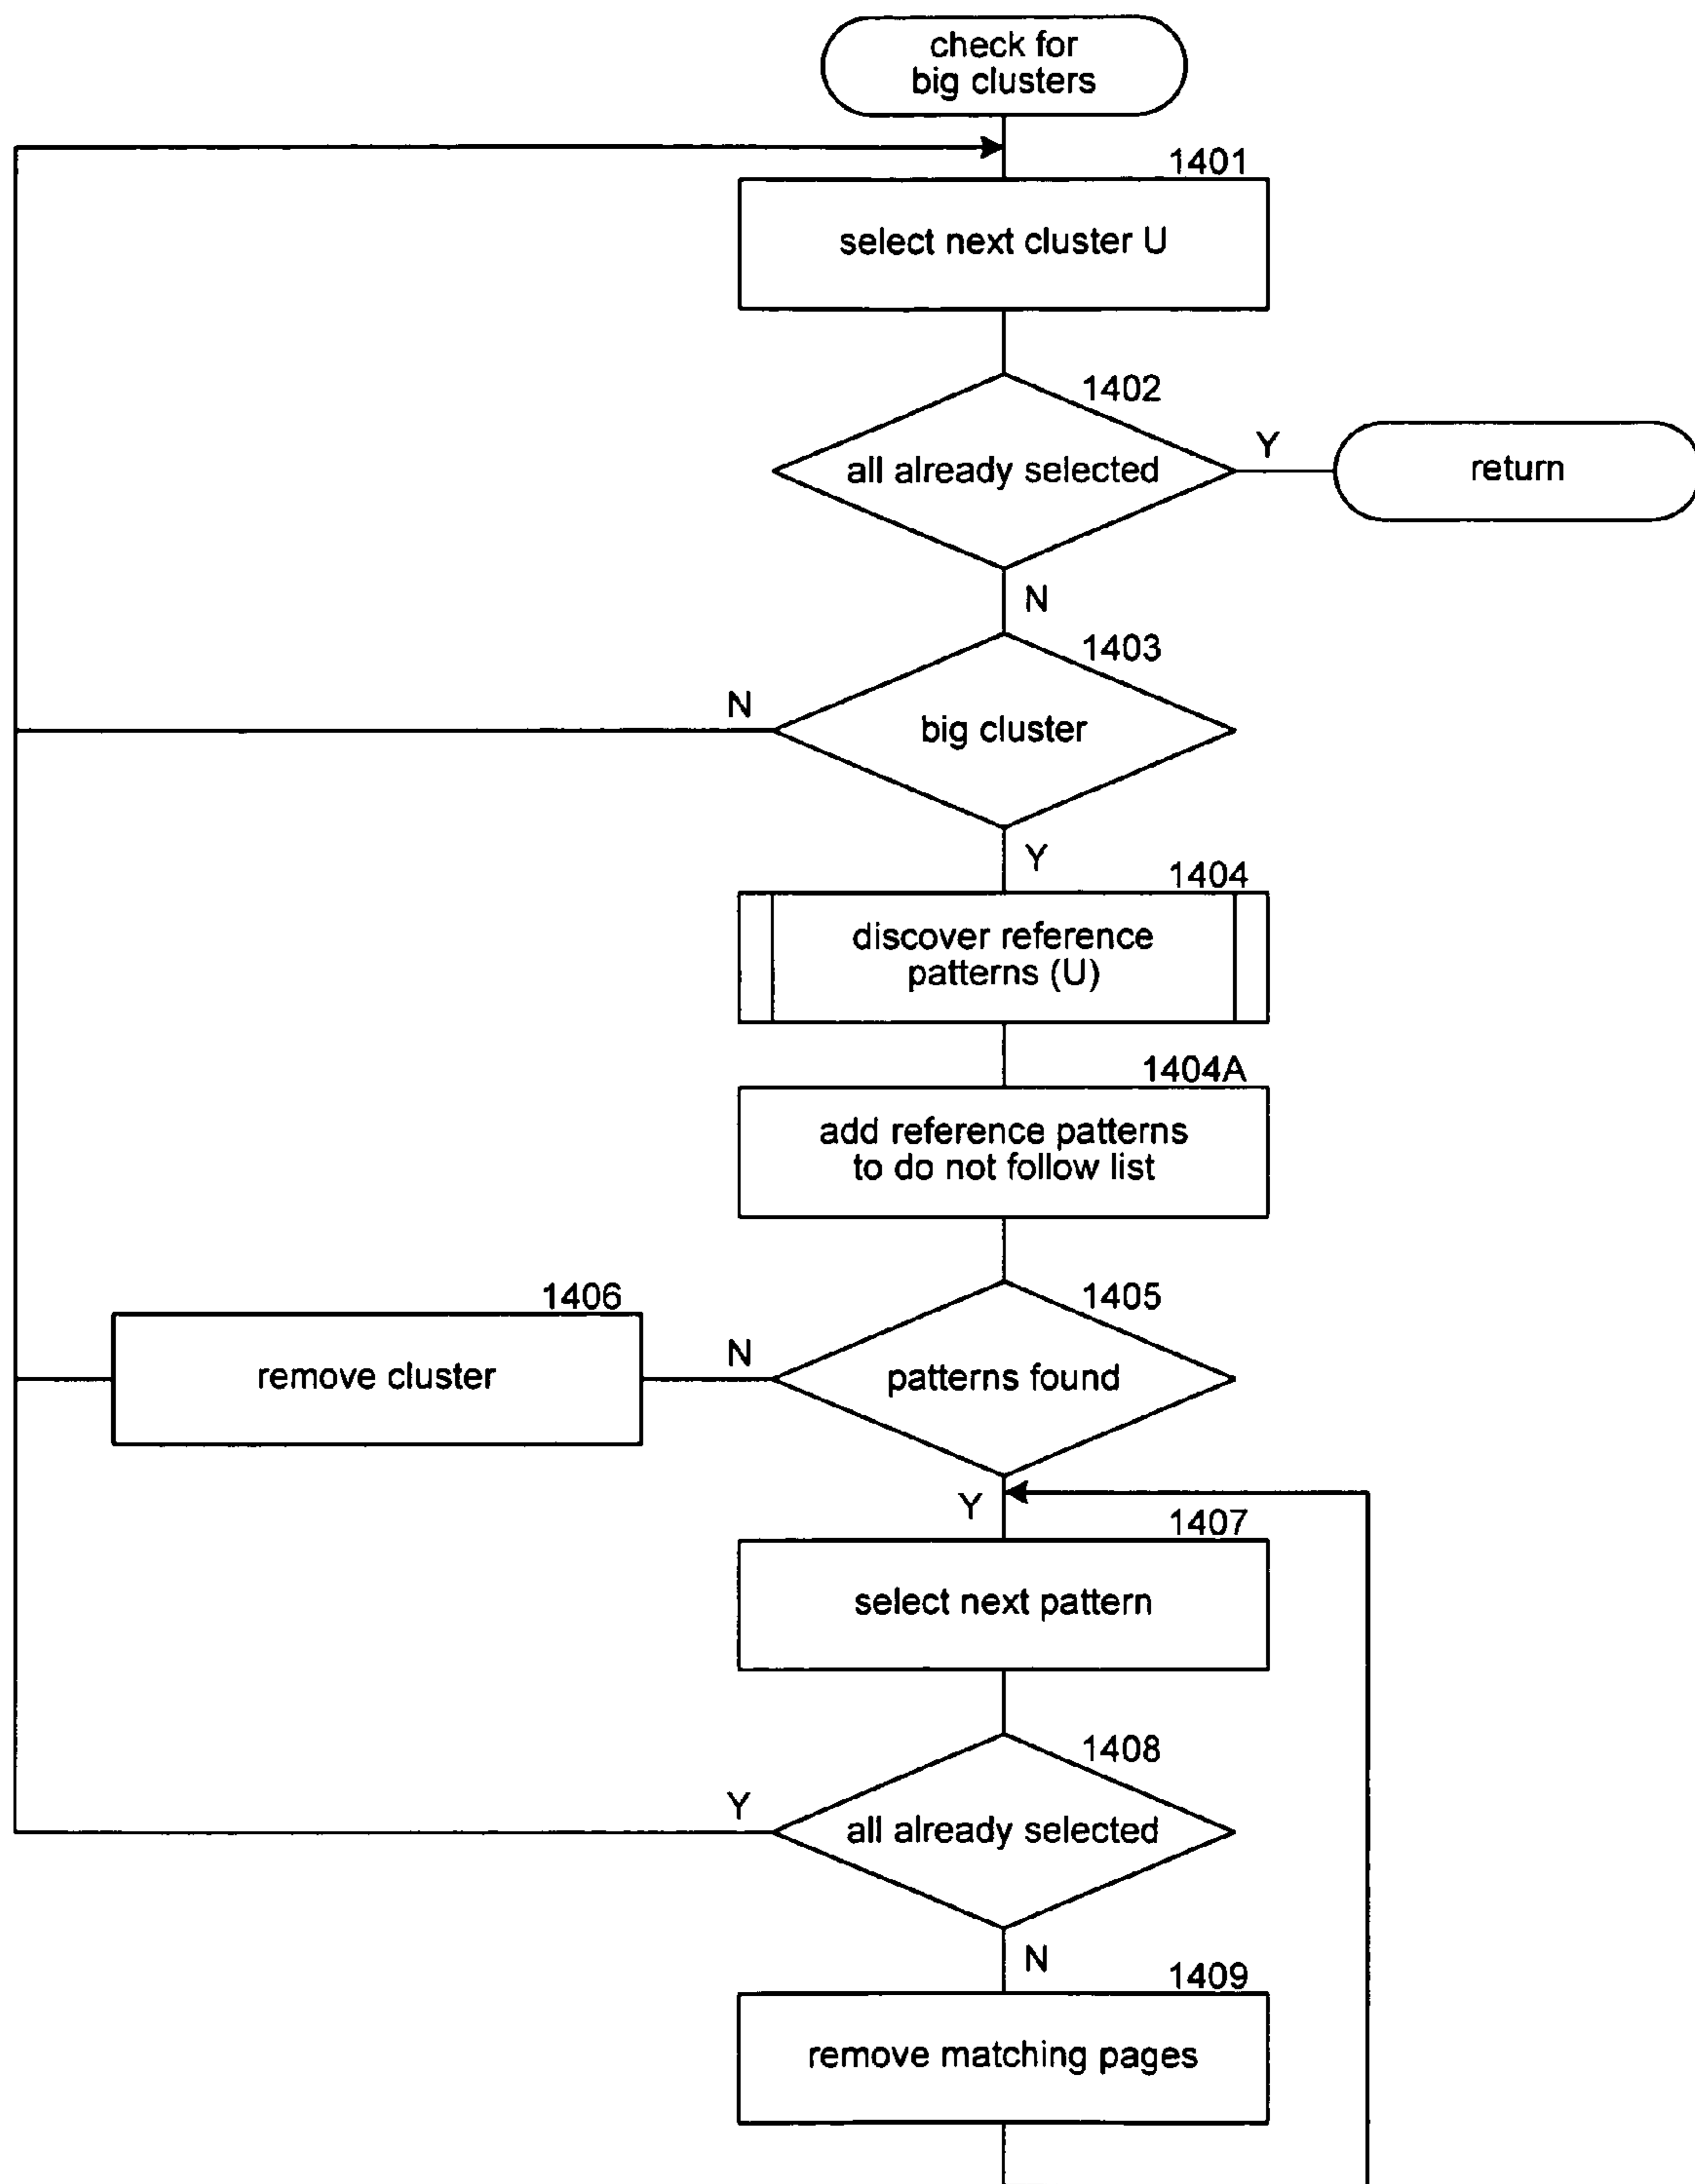 check for
big clusters
1401
select next cluster U
1402
all already selected
Y
return
N
1403
N
big cluster
Y
1404
discover reference
patterns (U)
1404A
add reference patterns
to do not follow list
1406
1405
remove cluster
N
patterns found
Y
1407
select next pattern
1408
Y
all already selected
N
1409
remove matching pages